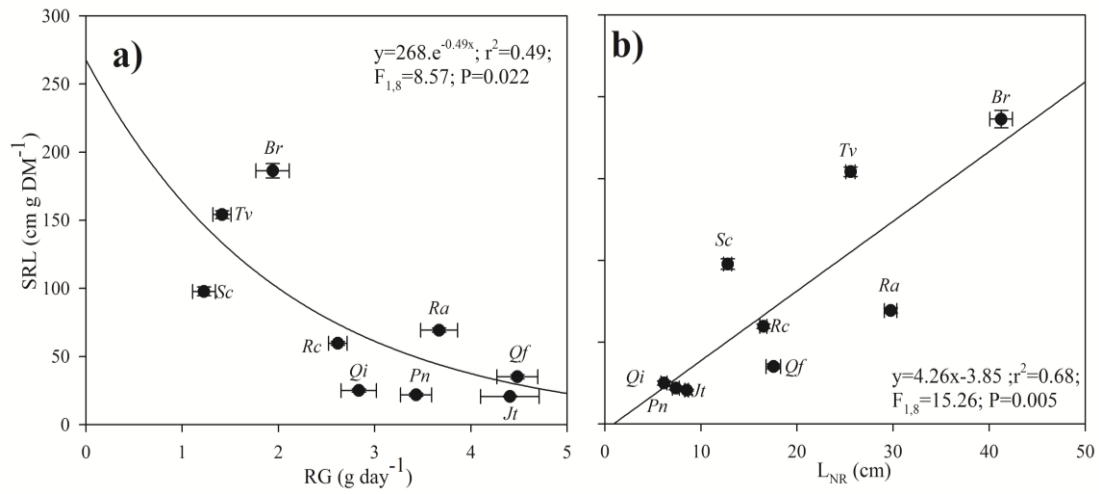 a)
y=268.e^-0.49x; r²=0.49;
F₁,₈=8.57; P=0.022
300
250
200
150
100
50
0
SRL (cm g DM⁻¹)
Br
Tv
Sc
Rc
Ra
Qi
Pn
Qf
Jt
0 1 2 3 4 5
RG (g day⁻¹)
b)
Br
Tv
Sc
Ra
Rc
Qf
Qi
Pn
Jt
y=4.26x-3.85 ;r²=0.68;
F₁,₈=15.26; P=0.005
0 10 20 30 40 50
L_NR (cm)